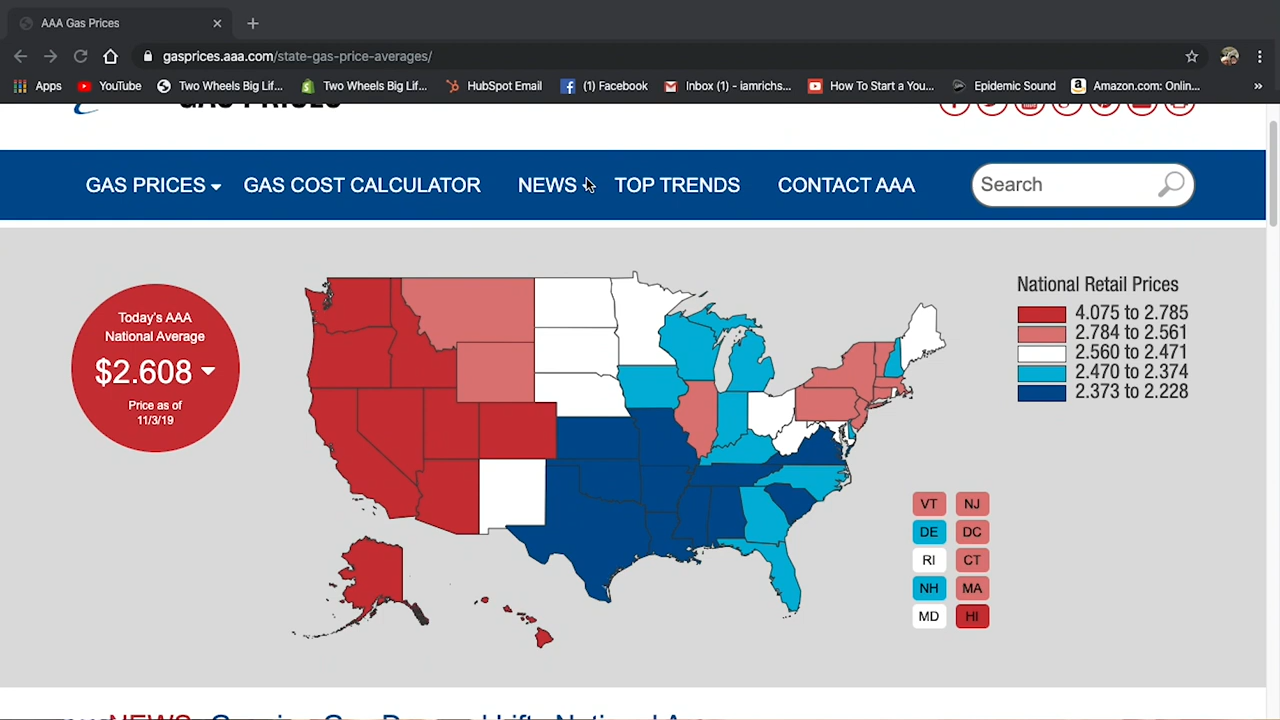 AAA Gas Prices
gasprices.aaa.com/state-gas-price-averages/
Apps YouTube Two Wheels Big Lif... Two Wheels Big Lif... HubSpot Email (1) Facebook Inbox (1) - iamrichs... How To Start a You... Epidemic Sound Amazon.com: Onlin... »
GAS PRICES
GAS PRICES GAS COST CALCULATOR NEWS TOP TRENDS CONTACT AAA Search
Today's AAA
National Average
$2.608
Price as of
11/3/19
National Retail Prices
4.075 to 2.785
2.784 to 2.561
2.560 to 2.471
2.470 to 2.374
2.373 to 2.228
VT NJ
DE DC
RI CT
NH MA
MD HI
NEWS